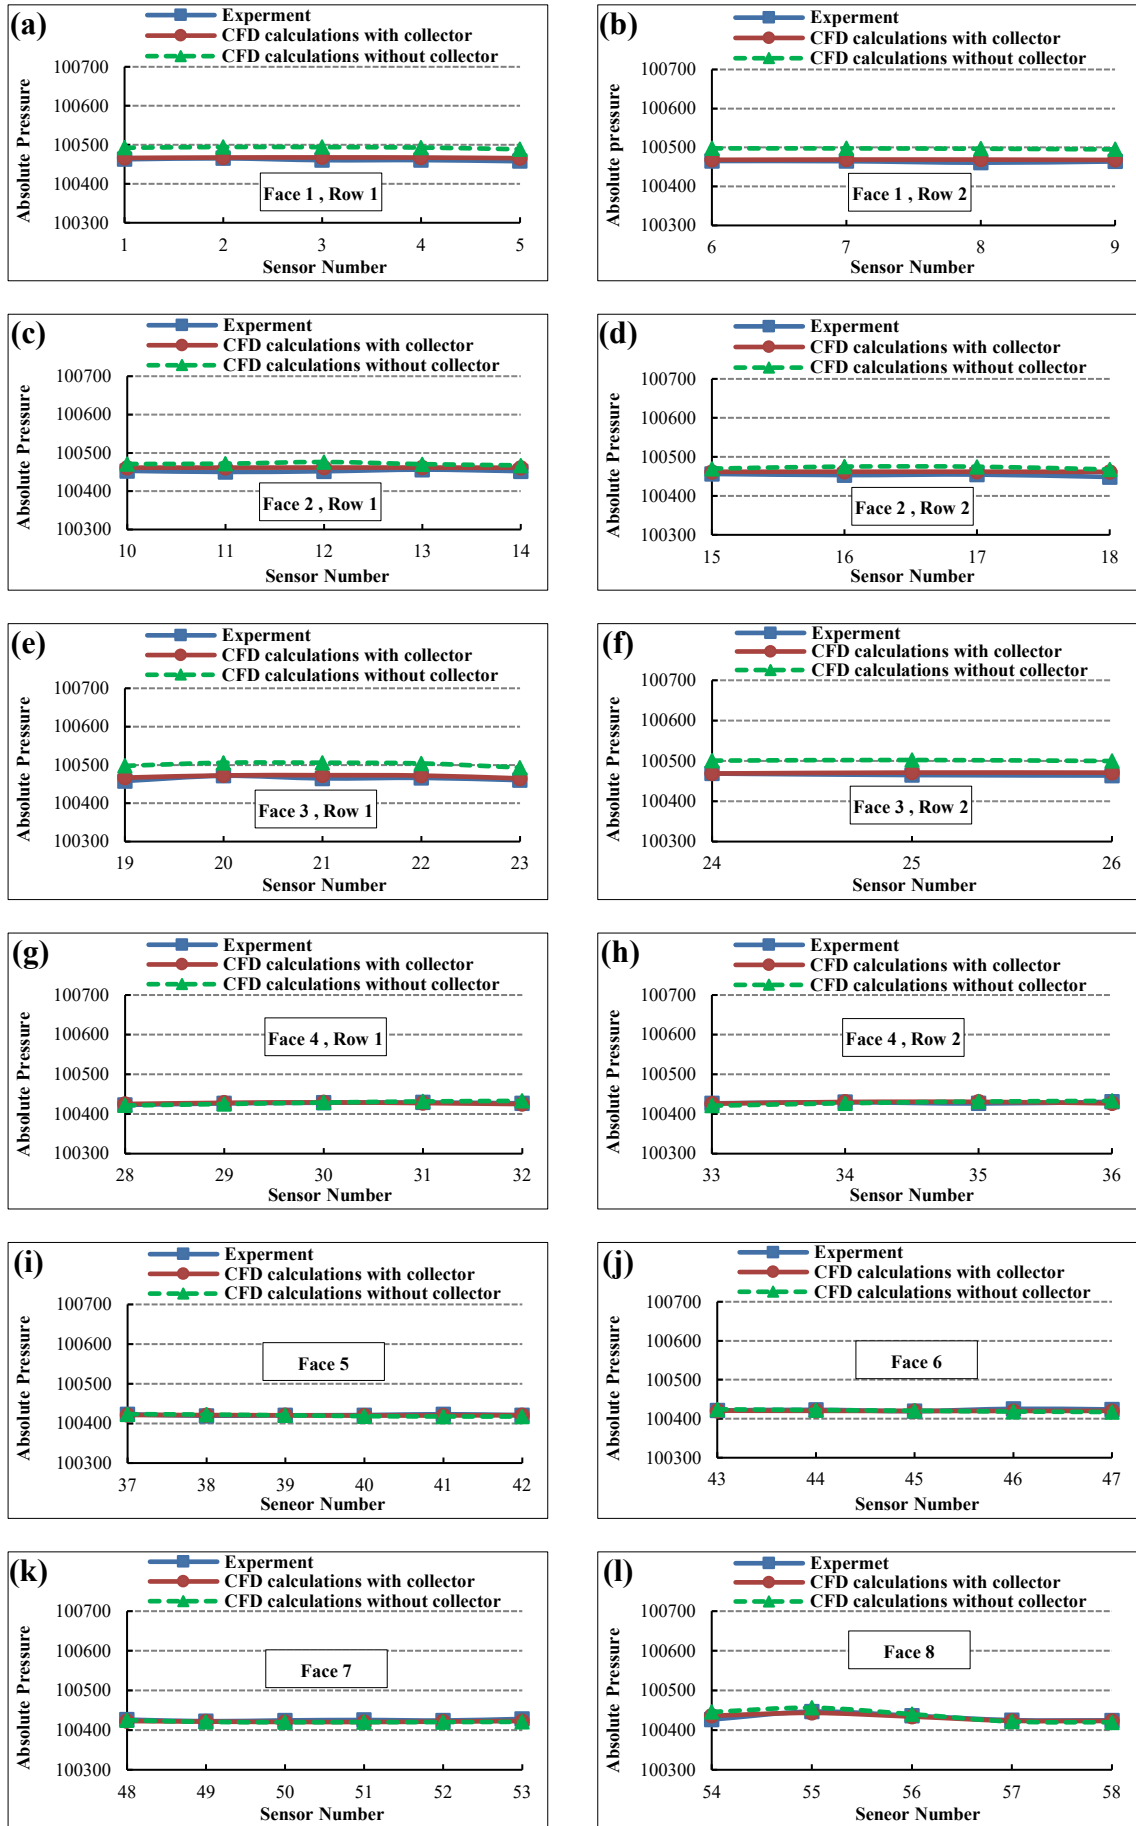 (a)
Experment
CFD calculations with collector
CFD calculations without collector
Absolute Pressure
100700
100600
100500
100400
100300
Face 1 , Row 1
1 2 3 4 5
Sensor Number
(b)
Experiment
CFD calculations with collector
CFD calculations without collector
Absolute pressure
100700
100600
100500
100400
100300
Face 1 , Row 2
6 7 8 9
Sensor Number
(c)
Experment
CFD calculations with collector
CFD calculations without collector
Absolute Pressure
100700
100600
100500
100400
100300
Face 2 , Row 1
10 11 12 13 14
Sensor Number
(d)
Experment
CFD calculations with collector
CFD calculations without collector
Absolute Pressure
100700
100600
100500
100400
100300
Face 2 , Row 2
15 16 17 18
Sensor Number
(e)
Experment
CFD calculations with collector
CFD calculations without collector
Absolute Pressure
100700
100600
100500
100400
100300
Face 3 , Row 1
19 20 21 22 23
Sensor Number
(f)
Experment
CFD calculations with collector
CFD calculations without collector
Absolute Pressure
100700
100600
100500
100400
100300
Face 3 , Row 2
24 25 26
Sensor Number
(g)
Experment
CFD calculations with collector
CFD calculations without collector
Absolute Pressure
100700
100600
100500
100400
100300
Face 4 , Row 1
28 29 30 31 32
Sensor Number
(h)
Experment
CFD calculations with collector
CFD calculations without collector
Absolute Pressure
100700
100600
100500
100400
100300
Face 4 , Row 2
33 34 35 36
Sensor Number
(i)
Experment
CFD calculations with collector
CFD calculations without collector
Absolute Pressure
100700
100600
100500
100400
100300
Face 5
37 38 39 40 41 42
Seneor Number
(j)
Experment
CFD calculations with collector
CFD calculations without collector
Absolute Pressure
100700
100600
100500
100400
100300
Face 6
43 44 45 46 47
Sensor Number
(k)
Experment
CFD calculations with collector
CFD calculations without collector
Absolute Pressure
100700
100600
100500
100400
100300
Face 7
48 49 50 51 52 53
Sensor Number
(l)
Expermet
CFD calculations with collector
CFD calculations without collector
Absolute Pressure
100700
100600
100500
100400
100300
Face 8
54 55 56 57 58
Seneor Number